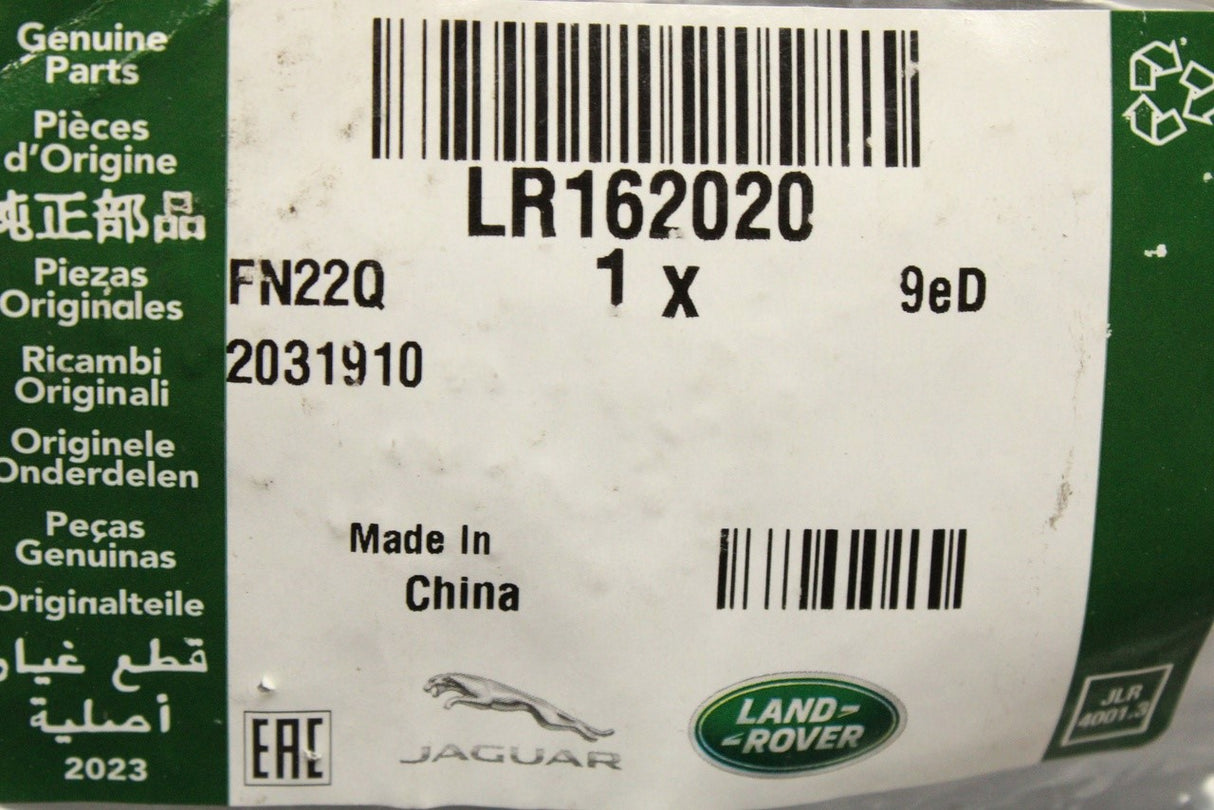 Genuine
Parts
Pièces
d'Origine
純正部品
Piezas
Originales
Ricambi
Originali
Originele
Onderdelen
Peças
Genuinas
Originalteile
قطع غيار
أصلية
2023
LR162020
FN22Q 1 x 9eD
2031910
Made In
China
EAC
JAGUAR
LAND-
-ROVER
JLR
4001.3